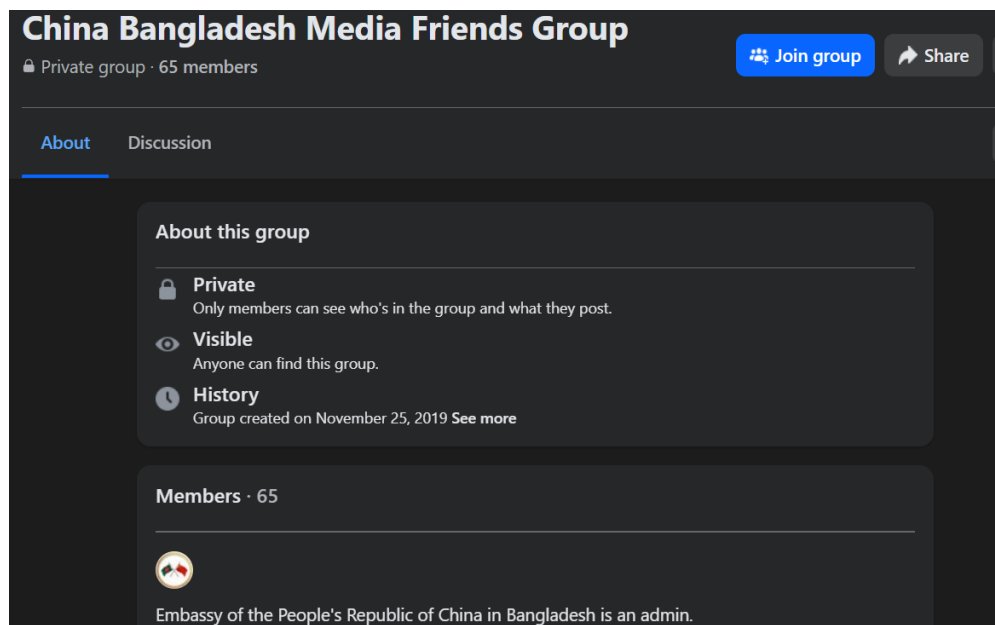 China Bangladesh Media Friends Group
Private group · 65 members
Join group
Share
About
Discussion
About this group
Private
Only members can see who's in the group and what they post.
Visible
Anyone can find this group.
History
Group created on November 25, 2019 See more
Members · 65
Embassy of the People's Republic of China in Bangladesh is an admin.